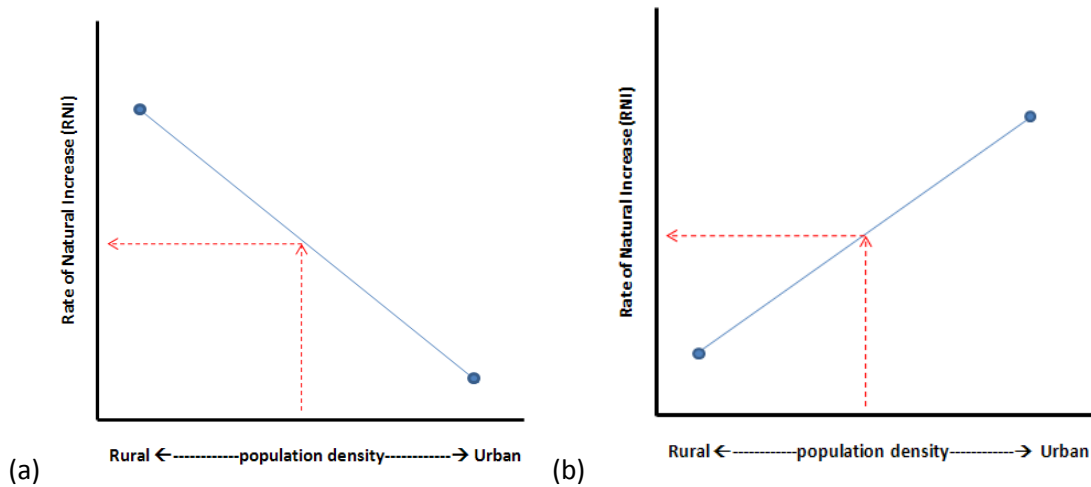 Rate of Natural Increase (RNI)
Rural ←------------population density------------→ Urban
(a)
Rate of Natural Increase (RNI)
Rural ←------------population density------------→ Urban
(b)